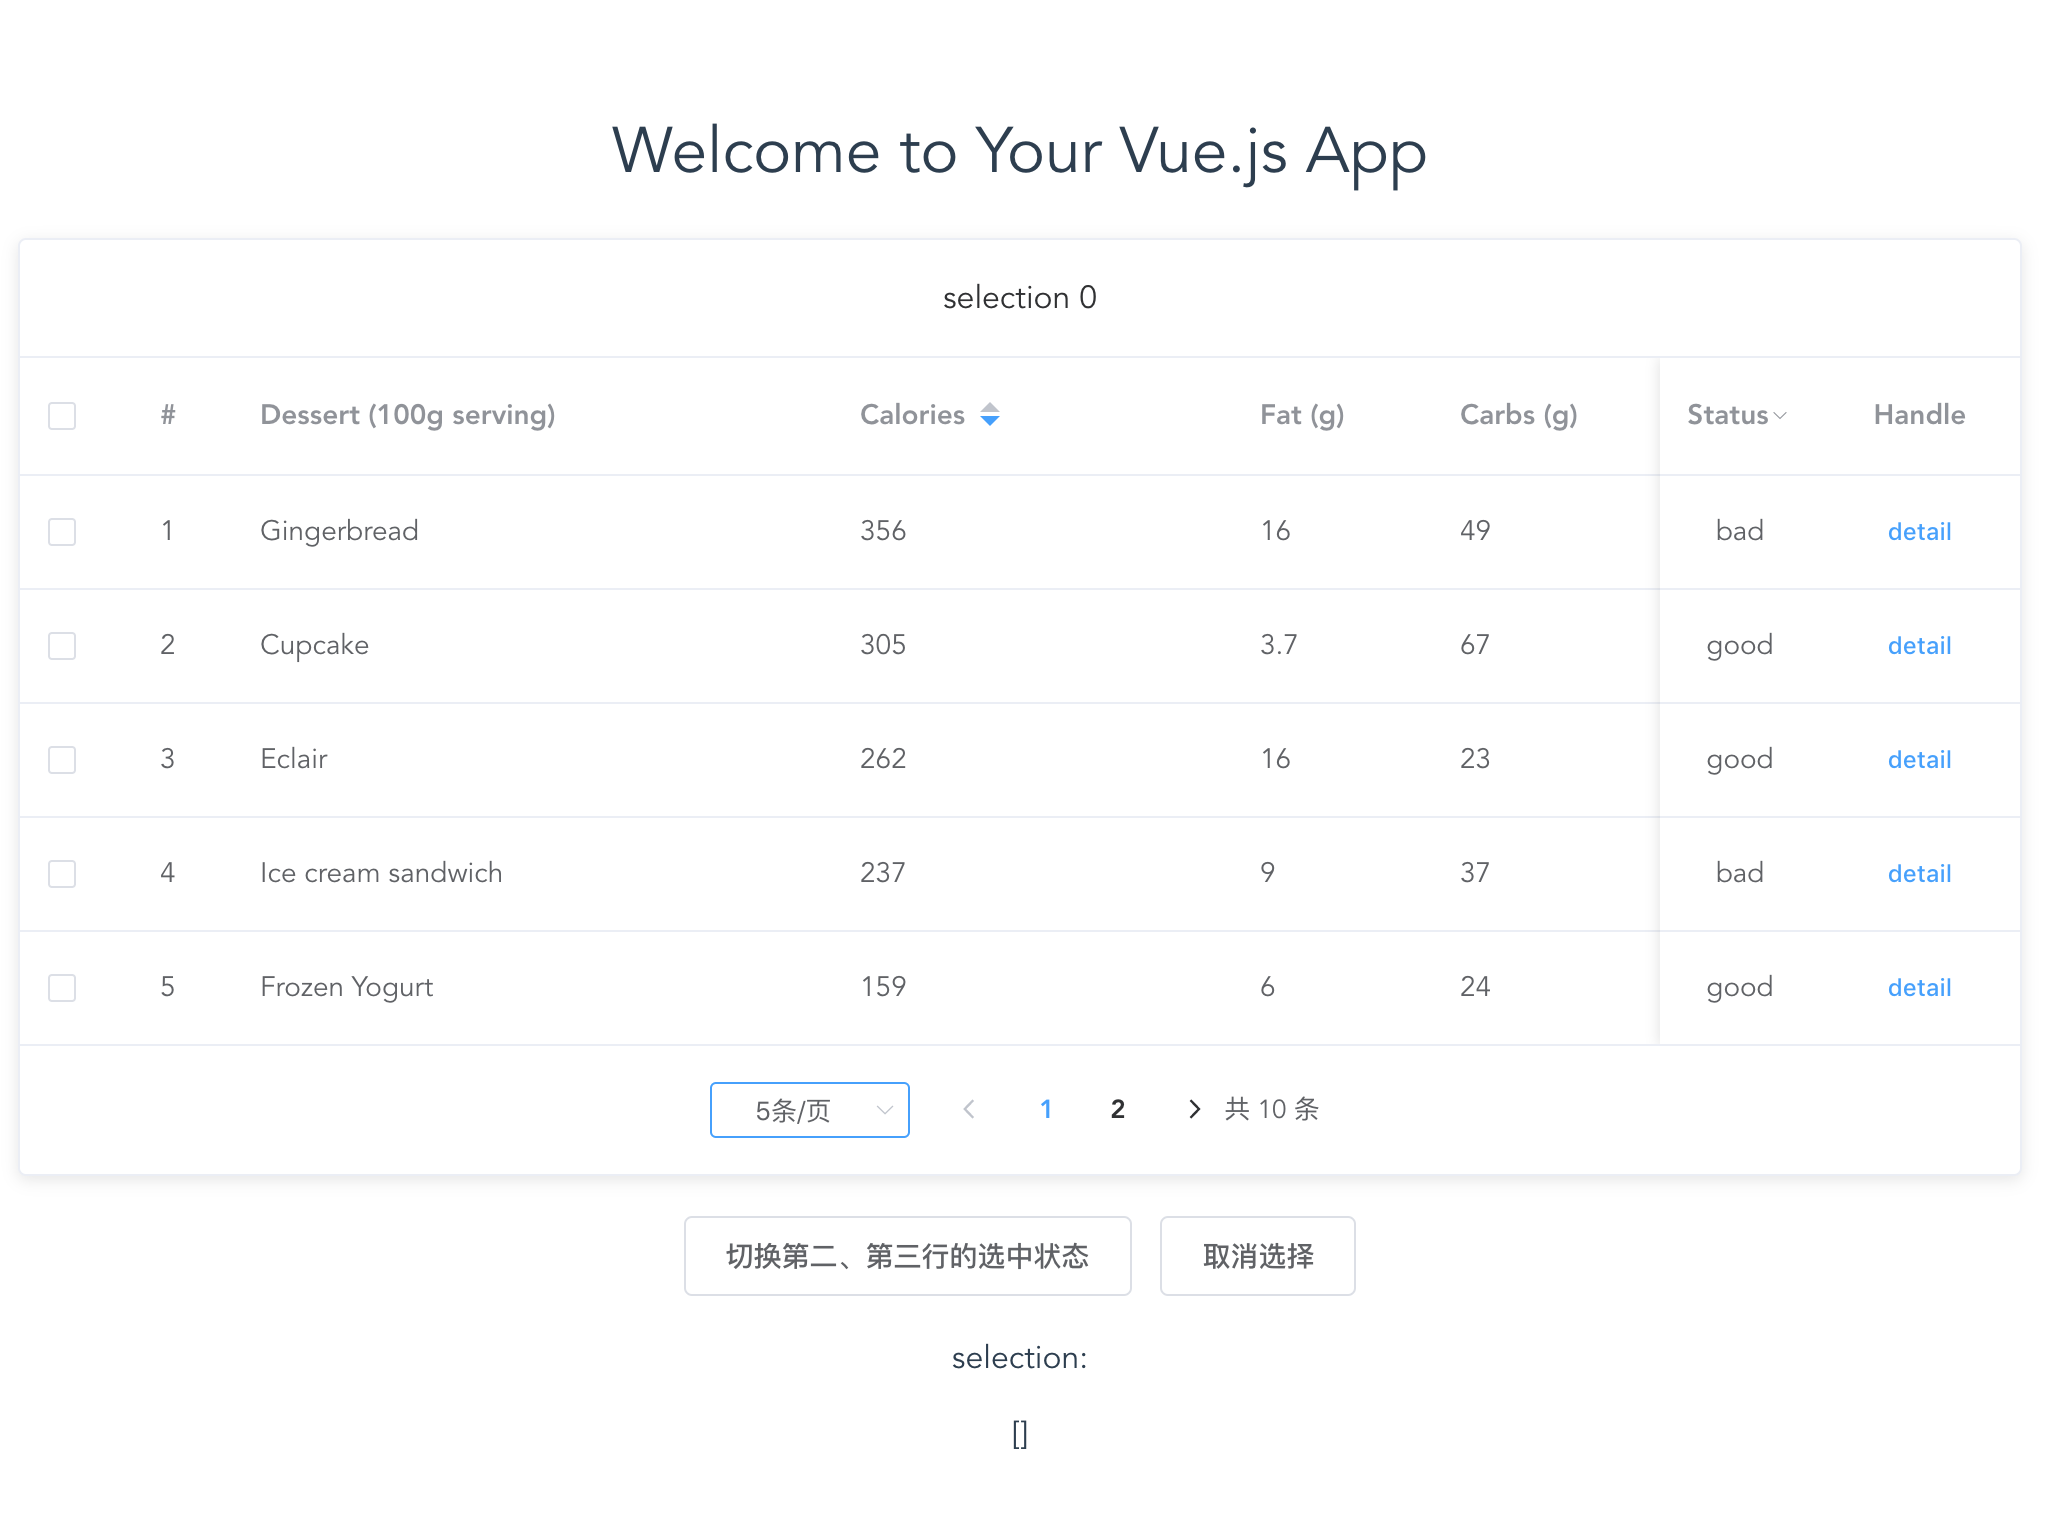 Welcome to Your Vue.js App
selection 0
# Dessert (100g serving) Calories Fat (g) Carbs (g) Status Handle
1 Gingerbread 356 16 49 bad detail
2 Cupcake 305 3.7 67 good detail
3 Eclair 262 16 23 good detail
4 Ice cream sandwich 237 9 37 bad detail
5 Frozen Yogurt 159 6 24 good detail
5条/页 1 2 共 10 条
切换第二、第三行的选中状态 取消选择
selection:
[]